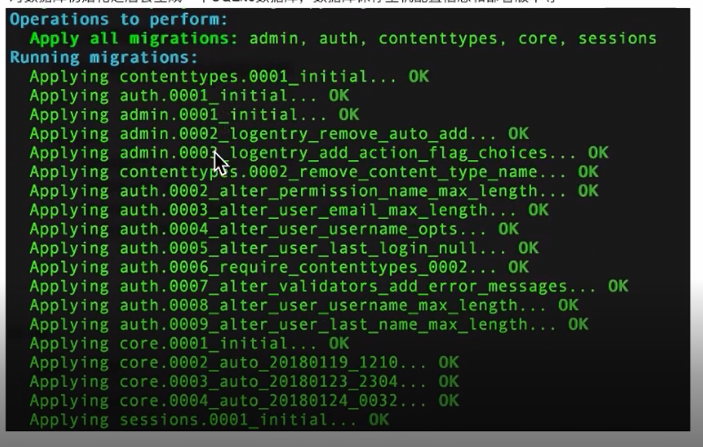 Operations to perform:
Apply all migrations: admin, auth, contenttypes, core, sessions
Running migrations:
Applying contenttypes.0001_initial... OK
Applying auth.0001_initial... OK
Applying admin.0001_initial... OK
Applying admin.0002_logentry_remove_auto_add... OK
Applying admin.0003_logentry_add_action_flag_choices... OK
Applying contenttypes.0002_remove_content_type_name... OK
Applying auth.0002_alter_permission_name_max_length... OK
Applying auth.0003_alter_user_email_max_length... OK
Applying auth.0004_alter_user_username_opts... OK
Applying auth.0005_alter_user_last_login_null... OK
Applying auth.0006_require_contenttypes_0002... OK
Applying auth.0007_alter_validators_add_error_messages... OK
Applying auth.0008_alter_user_username_max_length... OK
Applying auth.0009_alter_user_last_name_max_length... OK
Applying core.0001_initial... OK
Applying core.0002_auto_20180119_1210... OK
Applying core.0003_auto_20180123_2304... OK
Applying core.0004_auto_20180124_0032... OK
Applying sessions.0001_initial... OK